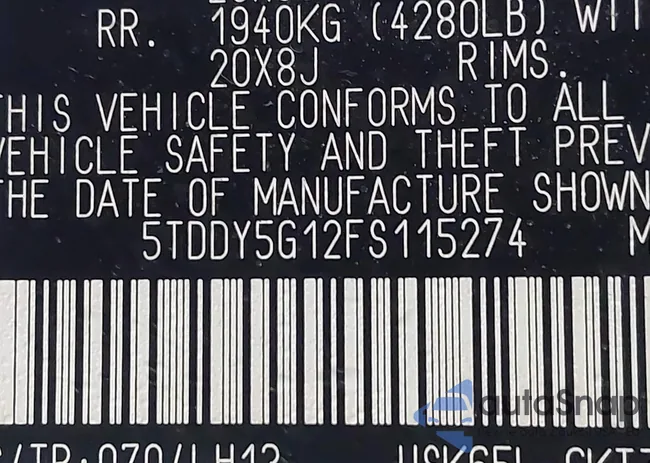 RR. 1940KG (4280LB) WIT
20X8J RIMS.
THIS VEHICLE CONFORMS TO ALL
VEHICLE SAFETY AND THEFT PREV
THE DATE OF MANUFACTURE SHOWN
5TDDY5G12FS115274 M
autoSnap